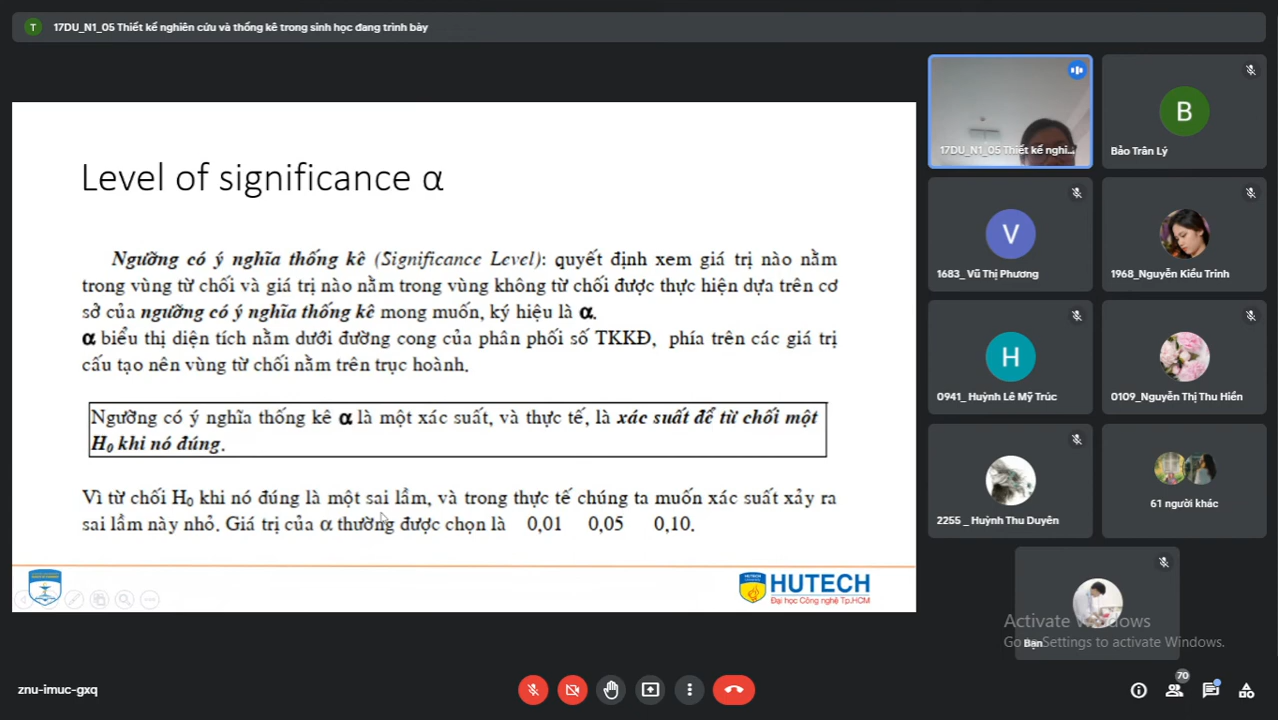 T
17DU_N1_05 Thiết kế nghiên cứu và thống kê trong sinh học đang trình bày
Level of significance α
Ngưỡng có ý nghĩa thống kê (Significance Level): quyết định xem giá trị nào nằm
trong vùng từ chối và giá trị nào nằm trong vùng không từ chối được thực hiện dựa trên cơ
sở của ngưỡng có ý nghĩa thống kê mong muốn, ký hiệu là α.
α biểu thị diện tích nằm dưới đường cong của phân phối số TKKĐ, phía trên các giá trị
cấu tạo nên vùng từ chối nằm trên trục hoành.
Ngưỡng có ý nghĩa thống kê α là một xác suất, và thực tế, là xác suất để từ chối một
H₀ khi nó đúng.
Vì từ chối H₀ khi nó đúng là một sai lầm, và trong thực tế chúng ta muốn xác suất xảy ra
sai lầm này nhỏ. Giá trị của α thường được chọn là 0,01 0,05 0,10.
HUTECH
Đại học Công nghệ Tp.HCM
17DU_N1_05 Thiết kế nghi...
B
Bảo Trân Lý
V
1683_ Vũ Thị Phương
1968_Nguyễn Kiều Trinh
H
0941_ Huỳnh Lê Mỹ Trúc
0109_Nguyễn Thị Thu Hiền
2255 _ Huỳnh Thu Duyên
61 người khác
Bạn
Activate Windows
Go to Settings to activate Windows.
znu-imuc-gxq
70